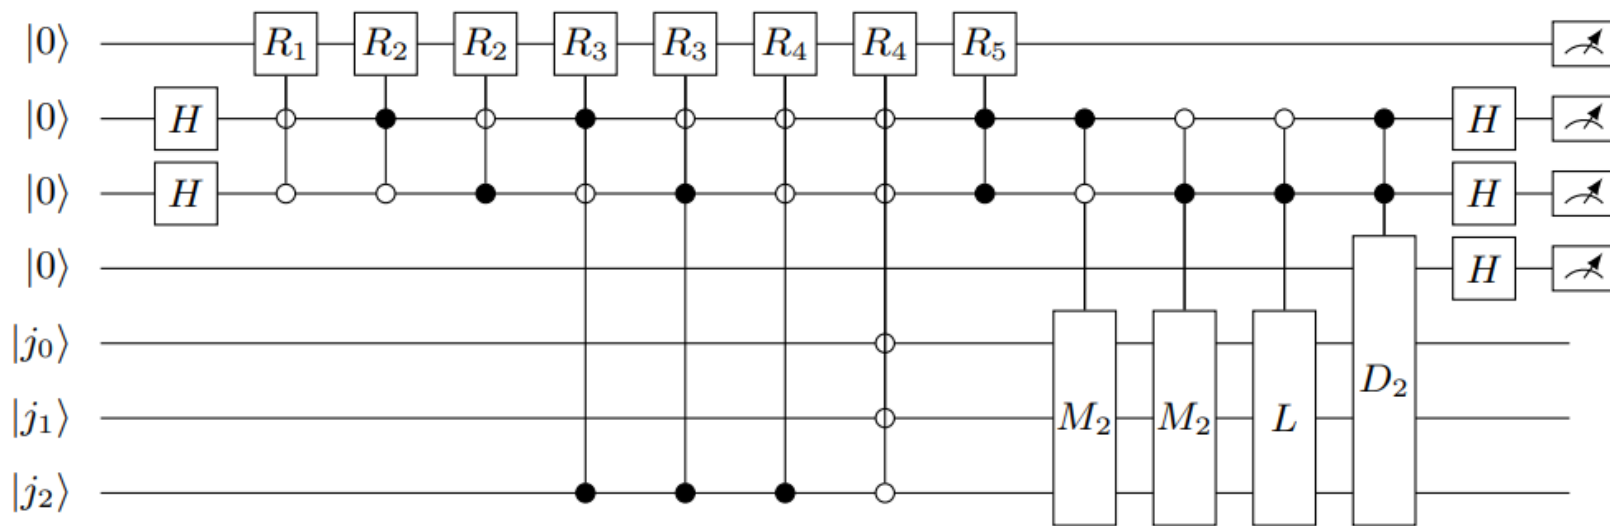 |0⟩ R₁ R₂ R₂ R₃ R₃ R₄ R₄ R₅
|0⟩ H H
|0⟩ H H
|0⟩ H
|j₀⟩
D₂
|j₁⟩ M₂ M₂ L
|j₂⟩